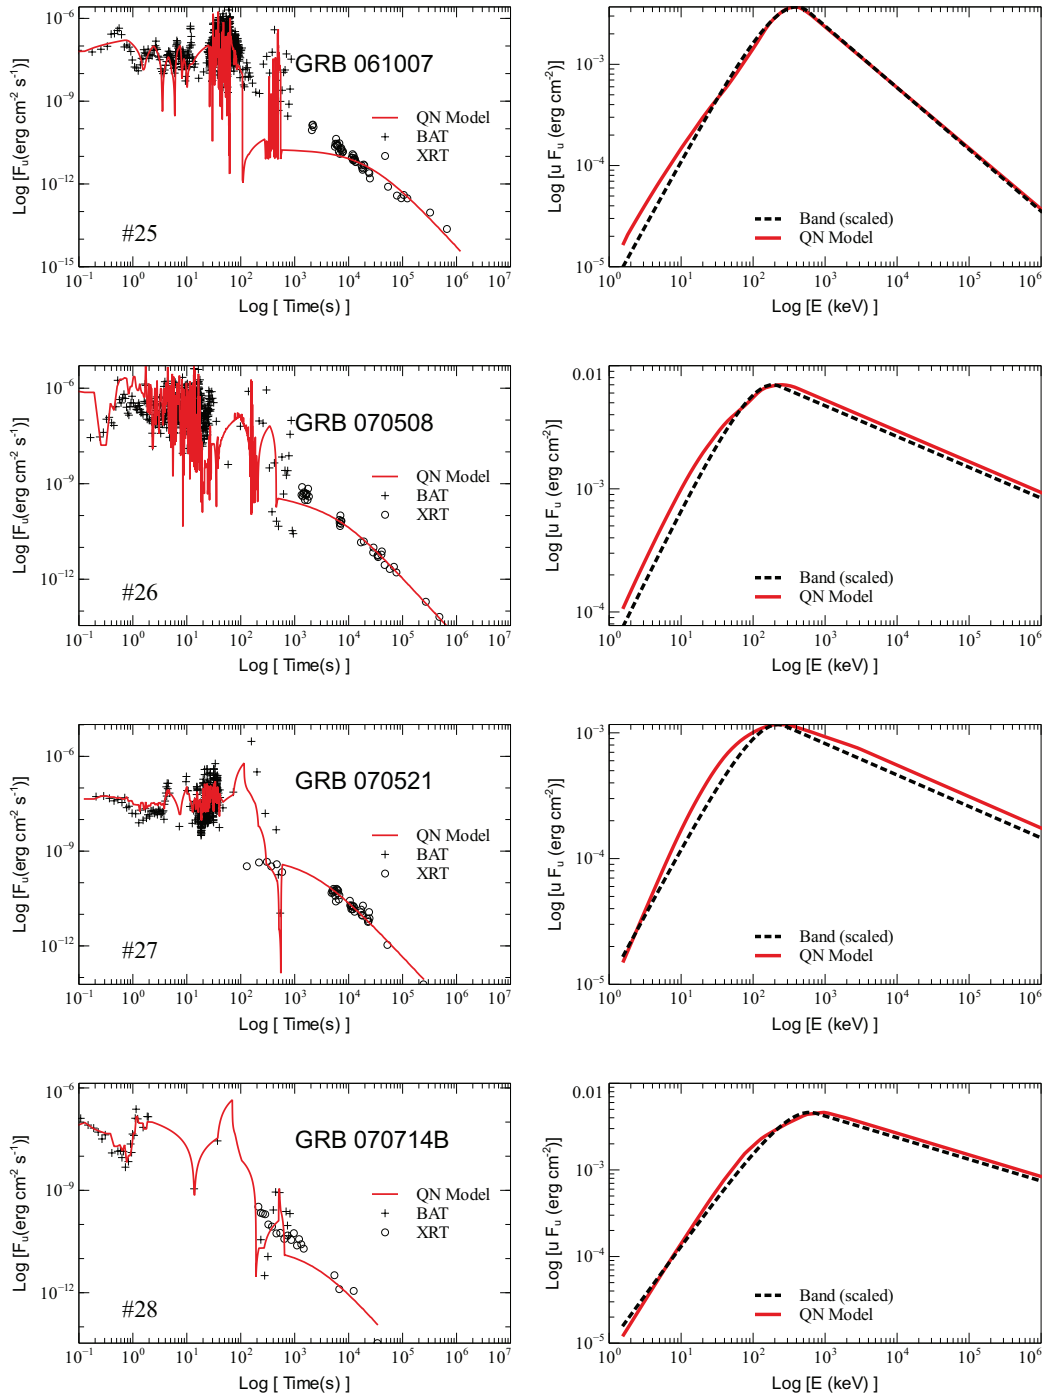 GRB 061007
QN Model
BAT
XRT
#25
Log [F_u(erg cm^-2 s^-1)]
10^-6
10^-9
10^-12
10^-15
10^-1 10^0 10^1 10^2 10^3 10^4 10^5 10^6 10^7
Log [ Time(s) ]
Log [u F_u (erg cm^-2)]
10^-3
10^-4
10^-5
Band (scaled)
QN Model
10^0 10^1 10^2 10^3 10^4 10^5 10^6
Log [E (keV) ]
GRB 070508
QN Model
BAT
XRT
#26
Log [F_u(erg cm^-2 s^-1)]
10^-6
10^-9
10^-12
10^-1 10^0 10^1 10^2 10^3 10^4 10^5 10^6 10^7
Log [ Time(s) ]
Log [u F_u (erg cm^-2)]
0.01
10^-3
10^-4
Band (scaled)
QN Model
10^0 10^1 10^2 10^3 10^4 10^5 10^6
Log [E (keV) ]
GRB 070521
QN Model
BAT
XRT
#27
Log [F_u(erg cm^-2 s^-1)]
10^-6
10^-9
10^-12
10^-1 10^0 10^1 10^2 10^3 10^4 10^5 10^6 10^7
Log [ Time(s) ]
Log [u F_u (erg cm^-2)]
10^-3
10^-4
10^-5
Band (scaled)
QN Model
10^0 10^1 10^2 10^3 10^4 10^5 10^6
Log [E (keV) ]
GRB 070714B
QN Model
BAT
XRT
#28
Log [F_u(erg cm^-2 s^-1)]
10^-6
10^-9
10^-12
10^-1 10^0 10^1 10^2 10^3 10^4 10^5 10^6 10^7
Log [ Time(s) ]
Log [u F_u (erg cm^-2)]
0.01
10^-3
10^-4
10^-5
Band (scaled)
QN Model
10^0 10^1 10^2 10^3 10^4 10^5 10^6
Log [E (keV) ]